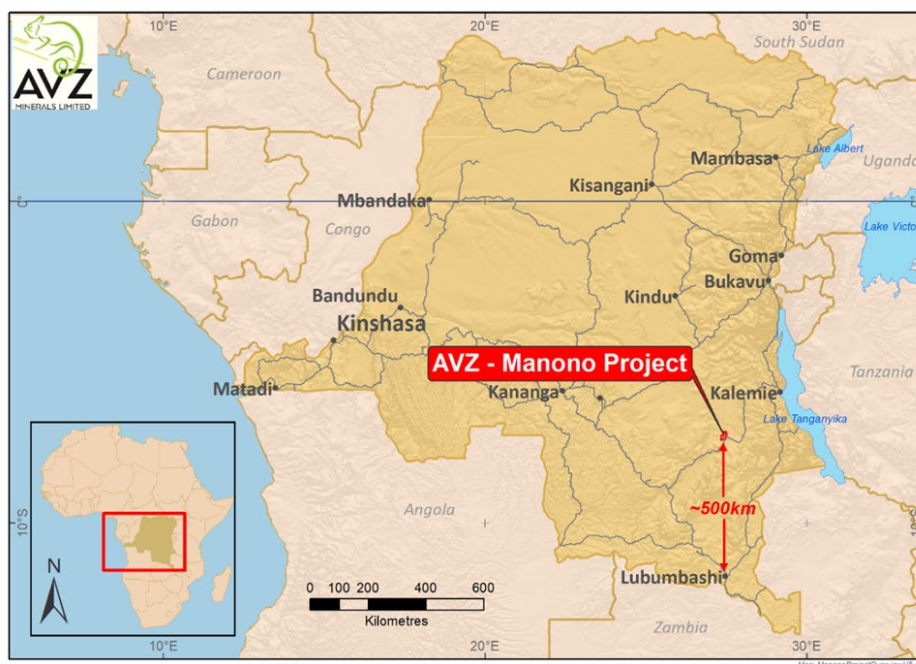 10°E
20°E
30°E
AVZ
MINERALS LIMITED
South Sudan
Cameroon
Lake Albert
Uganda
Mambasa
Kisangani
Mbandaka
0°
Gabon
Congo
Lake Victo
Goma
Bukavu
Bandundu
Kindu
Kinshasa
AVZ - Manono Project
Tanzania
Matadi
Kananga
Kalemie
Lake Tanganyika
Angola
~500km
10°S
N
Lubumbashi
0 100 200 400 600
Kilometres
Zambia
10°E
20°E
30°E